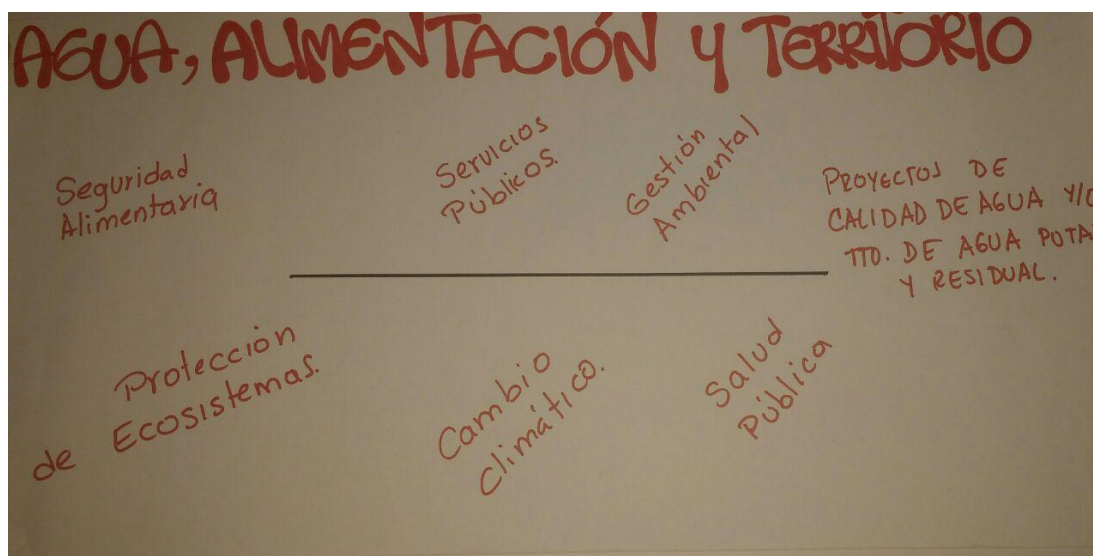 AGUA, ALIMENTACIÓN y TERRITORIO
Seguridad
Alimentaria
Servicios
Públicos.
Gestión
Ambiental
PROYECTOS DE
CALIDAD DE AGUA Y/O
TTO. DE AGUA POTA
Y RESIDUAL.
Protección
de Ecosistemas.
Cambio
Climático.
Salud
Pública